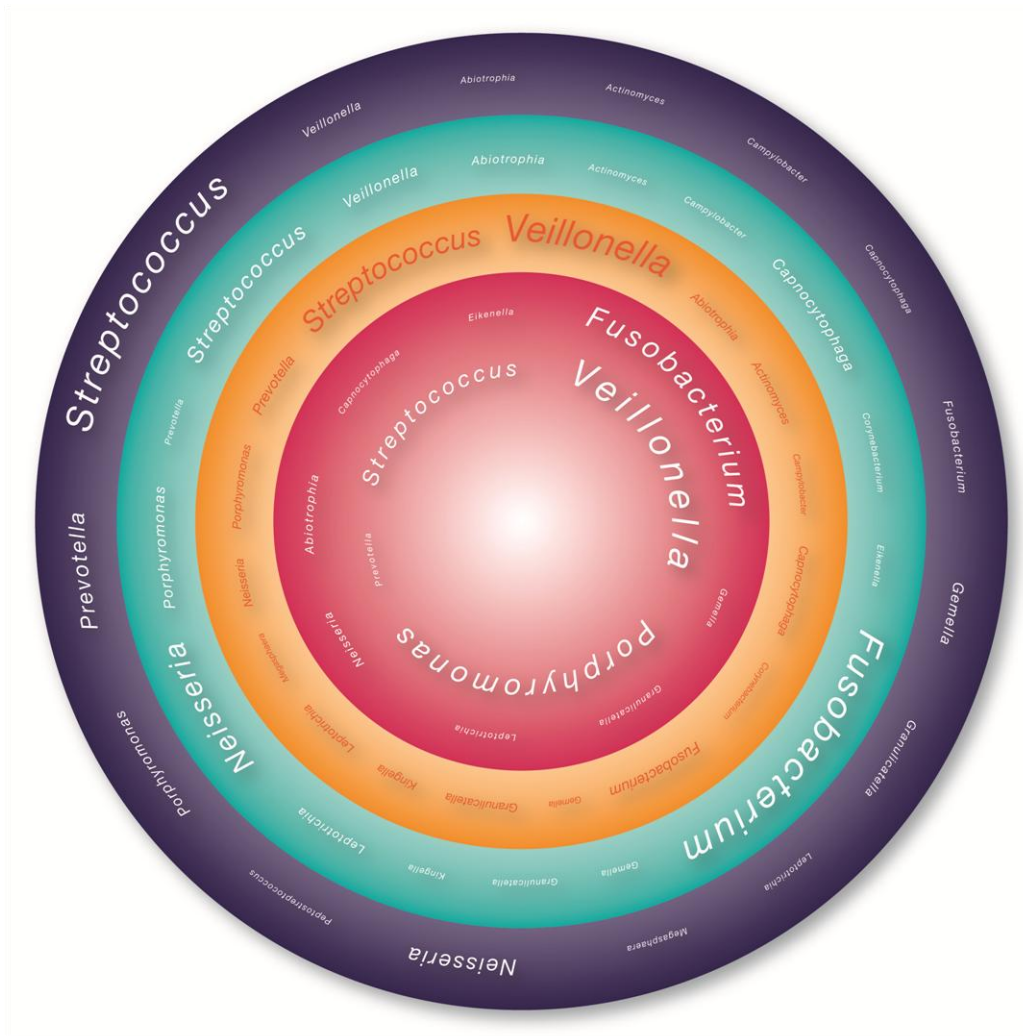 Abiotrophia
Actinomyces
Campylobacter
Capnocytophaga
Fusobacterium
Gemella
Granulicatella
Leptotrichia
Megasphaera
Neisseria
Peptostreptococcus
Porphyromonas
Prevotella
Streptococcus
Veillonella
Abiotrophia
Actinomyces
Campylobacter
Capnocytophaga
Corynebacterium
Eikenella
Fusobacterium
Gemella
Granulicatella
Kingella
Leptotrichia
Neisseria
Porphyromonas
Prevotella
Streptococcus
Veillonella
Veillonella
Abiotrophia
Actinomyces
Campylobacter
Capnocytophaga
Corynebacterium
Fusobacterium
Gemella
Granulicatella
Kingella
Leptotrichia
Megasphaera
Neisseria
Porphyromonas
Prevotella
Streptococcus
Eikenella
Fusobacterium
Gemella
Granulicatella
Leptotrichia
Neisseria
Abiotrophia
Capnocytophaga
Streptococcus
Veillonella
Porphyromonas
Prevotella